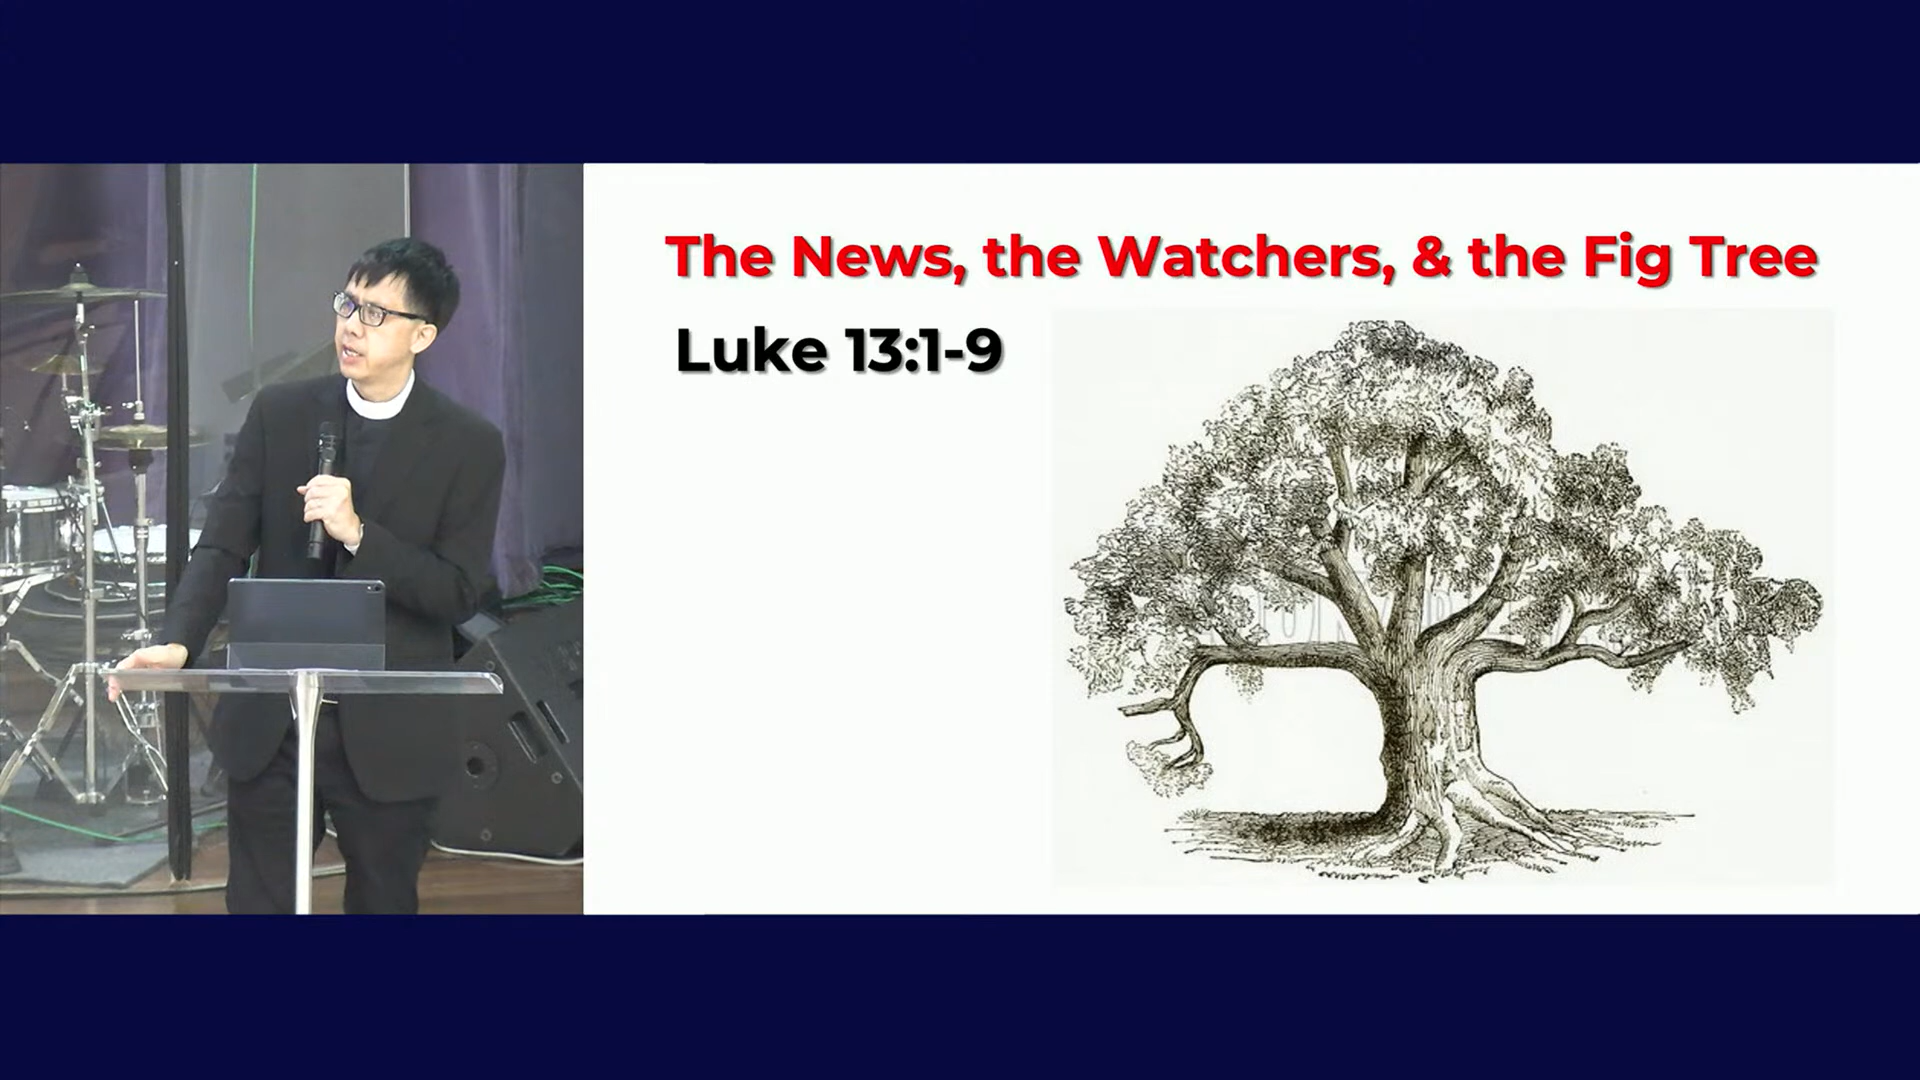 The News, the Watchers, & the Fig Tree
Luke 13:1-9